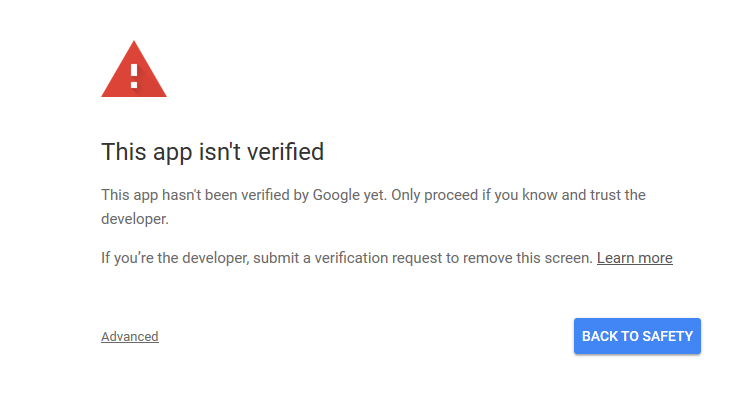 This app isn't verified
This app hasn't been verified by Google yet. Only proceed if you know and trust the
developer.
If you’re the developer, submit a verification request to remove this screen. Learn more
Advanced
BACK TO SAFETY